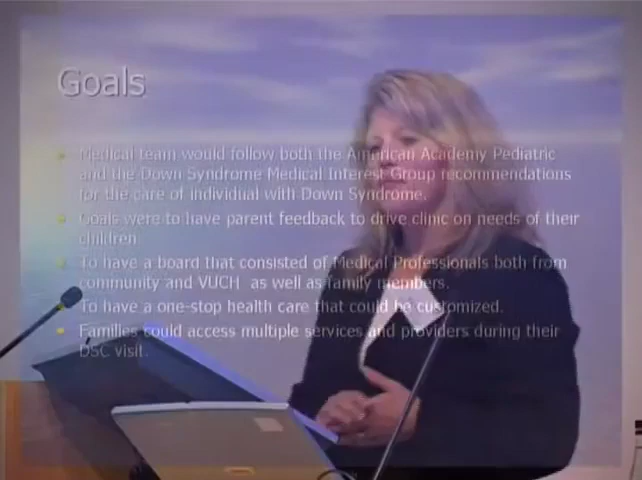 Goals
Medical team would follow both the American Academy Pediatric
and the Down Syndrome Medical Interest Group recommendations
for the care of individual with Down Syndrome.
Goals were to have parent feedback to drive clinic on needs of their
children.
To have a board that consisted of Medical Professionals both from
community and VUCH as well as family members.
To have a one-stop health care that could be customized.
Families could access multiple services and providers during their
DSC visit.